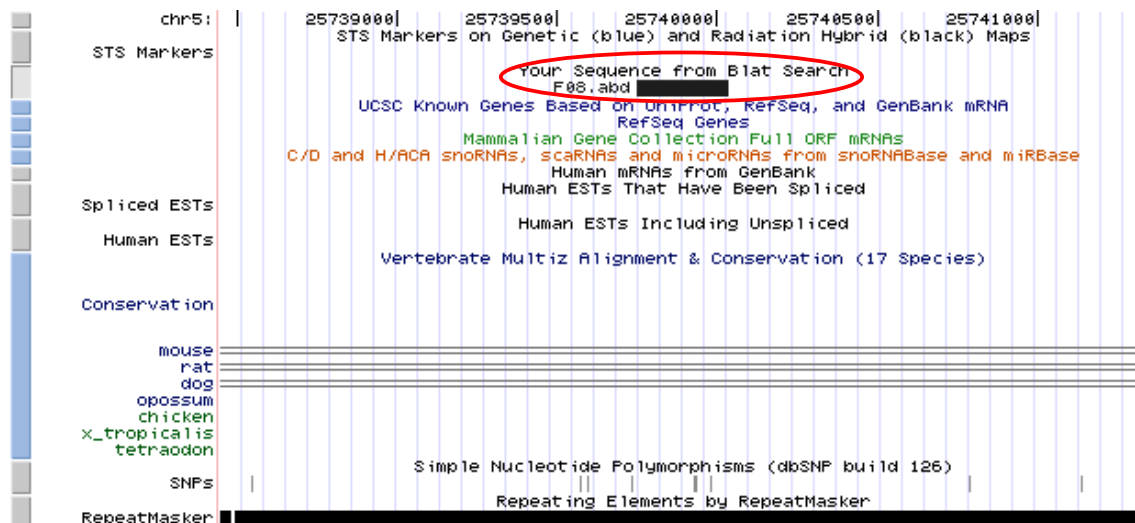 chr5: | 25739000| 25739500| 25740000| 25740500| 25741000|
STS Markers on Genetic (blue) and Radiation Hybrid (black) Maps
STS Markers
Your Sequence from Blat Search
F08.abd
UCSC Known Genes Based on UniProt, RefSeq, and GenBank mRNA
RefSeq Genes
Mammalian Gene Collection Full ORF mRNAs
C/D and H/ACA snoRNAs, scaRNAs and microRNAs from snoRNABase and miRBase
Human mRNAs from GenBank
Human ESTs That Have Been Spliced
Spliced ESTs
Human ESTs Including Unspliced
Human ESTs
Vertebrate Multiz Alignment & Conservation (17 Species)
Conservation
mouse
rat
dog
opossum
chicken
x_tropicalis
tetraodon
Simple Nucleotide Polymorphisms (dbSNP build 126)
SNPs
Repeating Elements by RepeatMasker
RepeatMasker